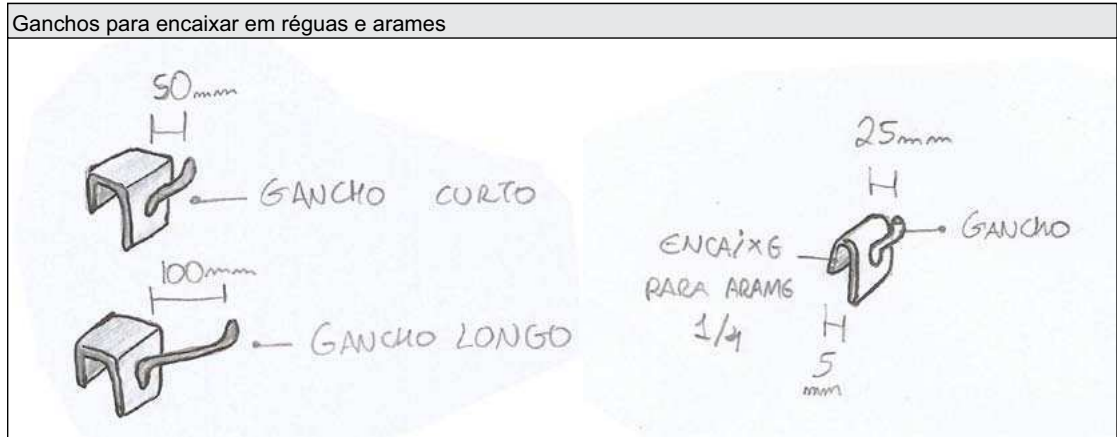 Ganchos para encaixar em réguas e arames
50mm
GANCHO CURTO
100mm
GANCHO LONGO
25mm
GANCHO
ENCAIXE
PARA ARAME
1/4
5
mm